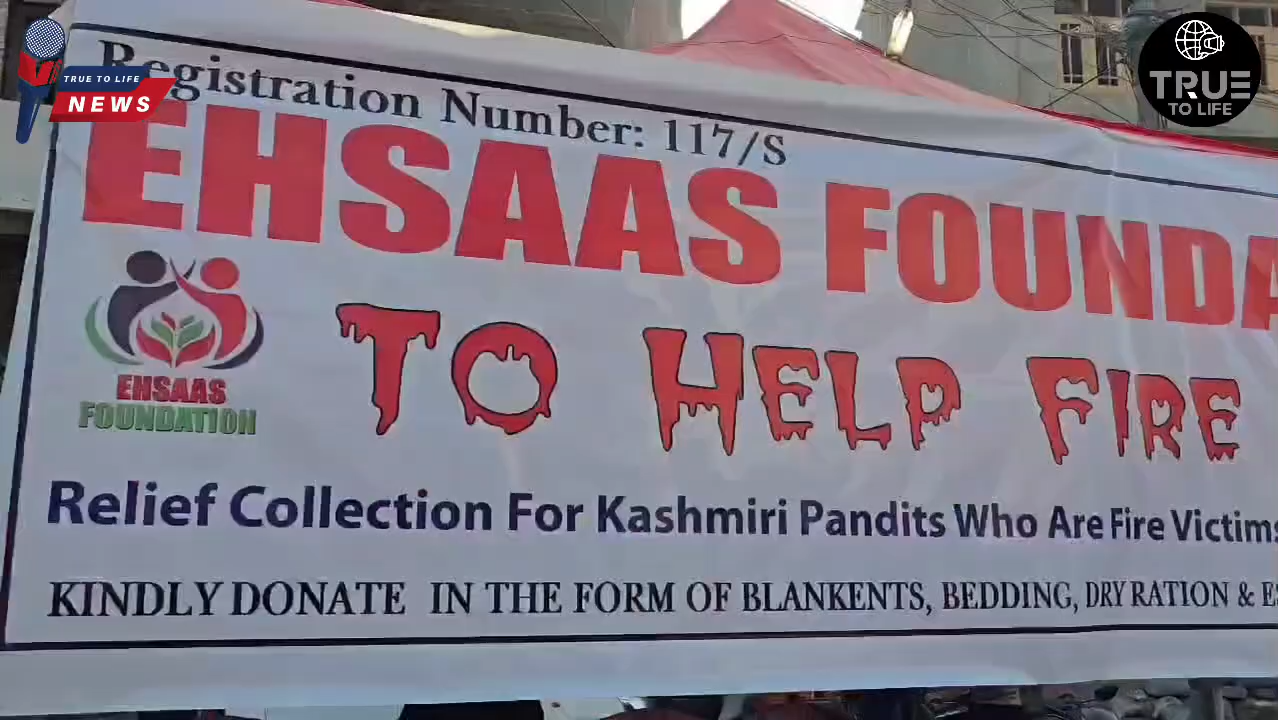 TRUE TO LIFE
NEWS
TRUE
TO LIFE
Registration Number: 117/S
EHSAAS FOUNDA
EHSAAS
FOUNDATION
TO HELP FIRE
Relief Collection For Kashmiri Pandits Who Are Fire Victims
KINDLY DONATE IN THE FORM OF BLANKENTS, BEDDING, DRY RATION & E